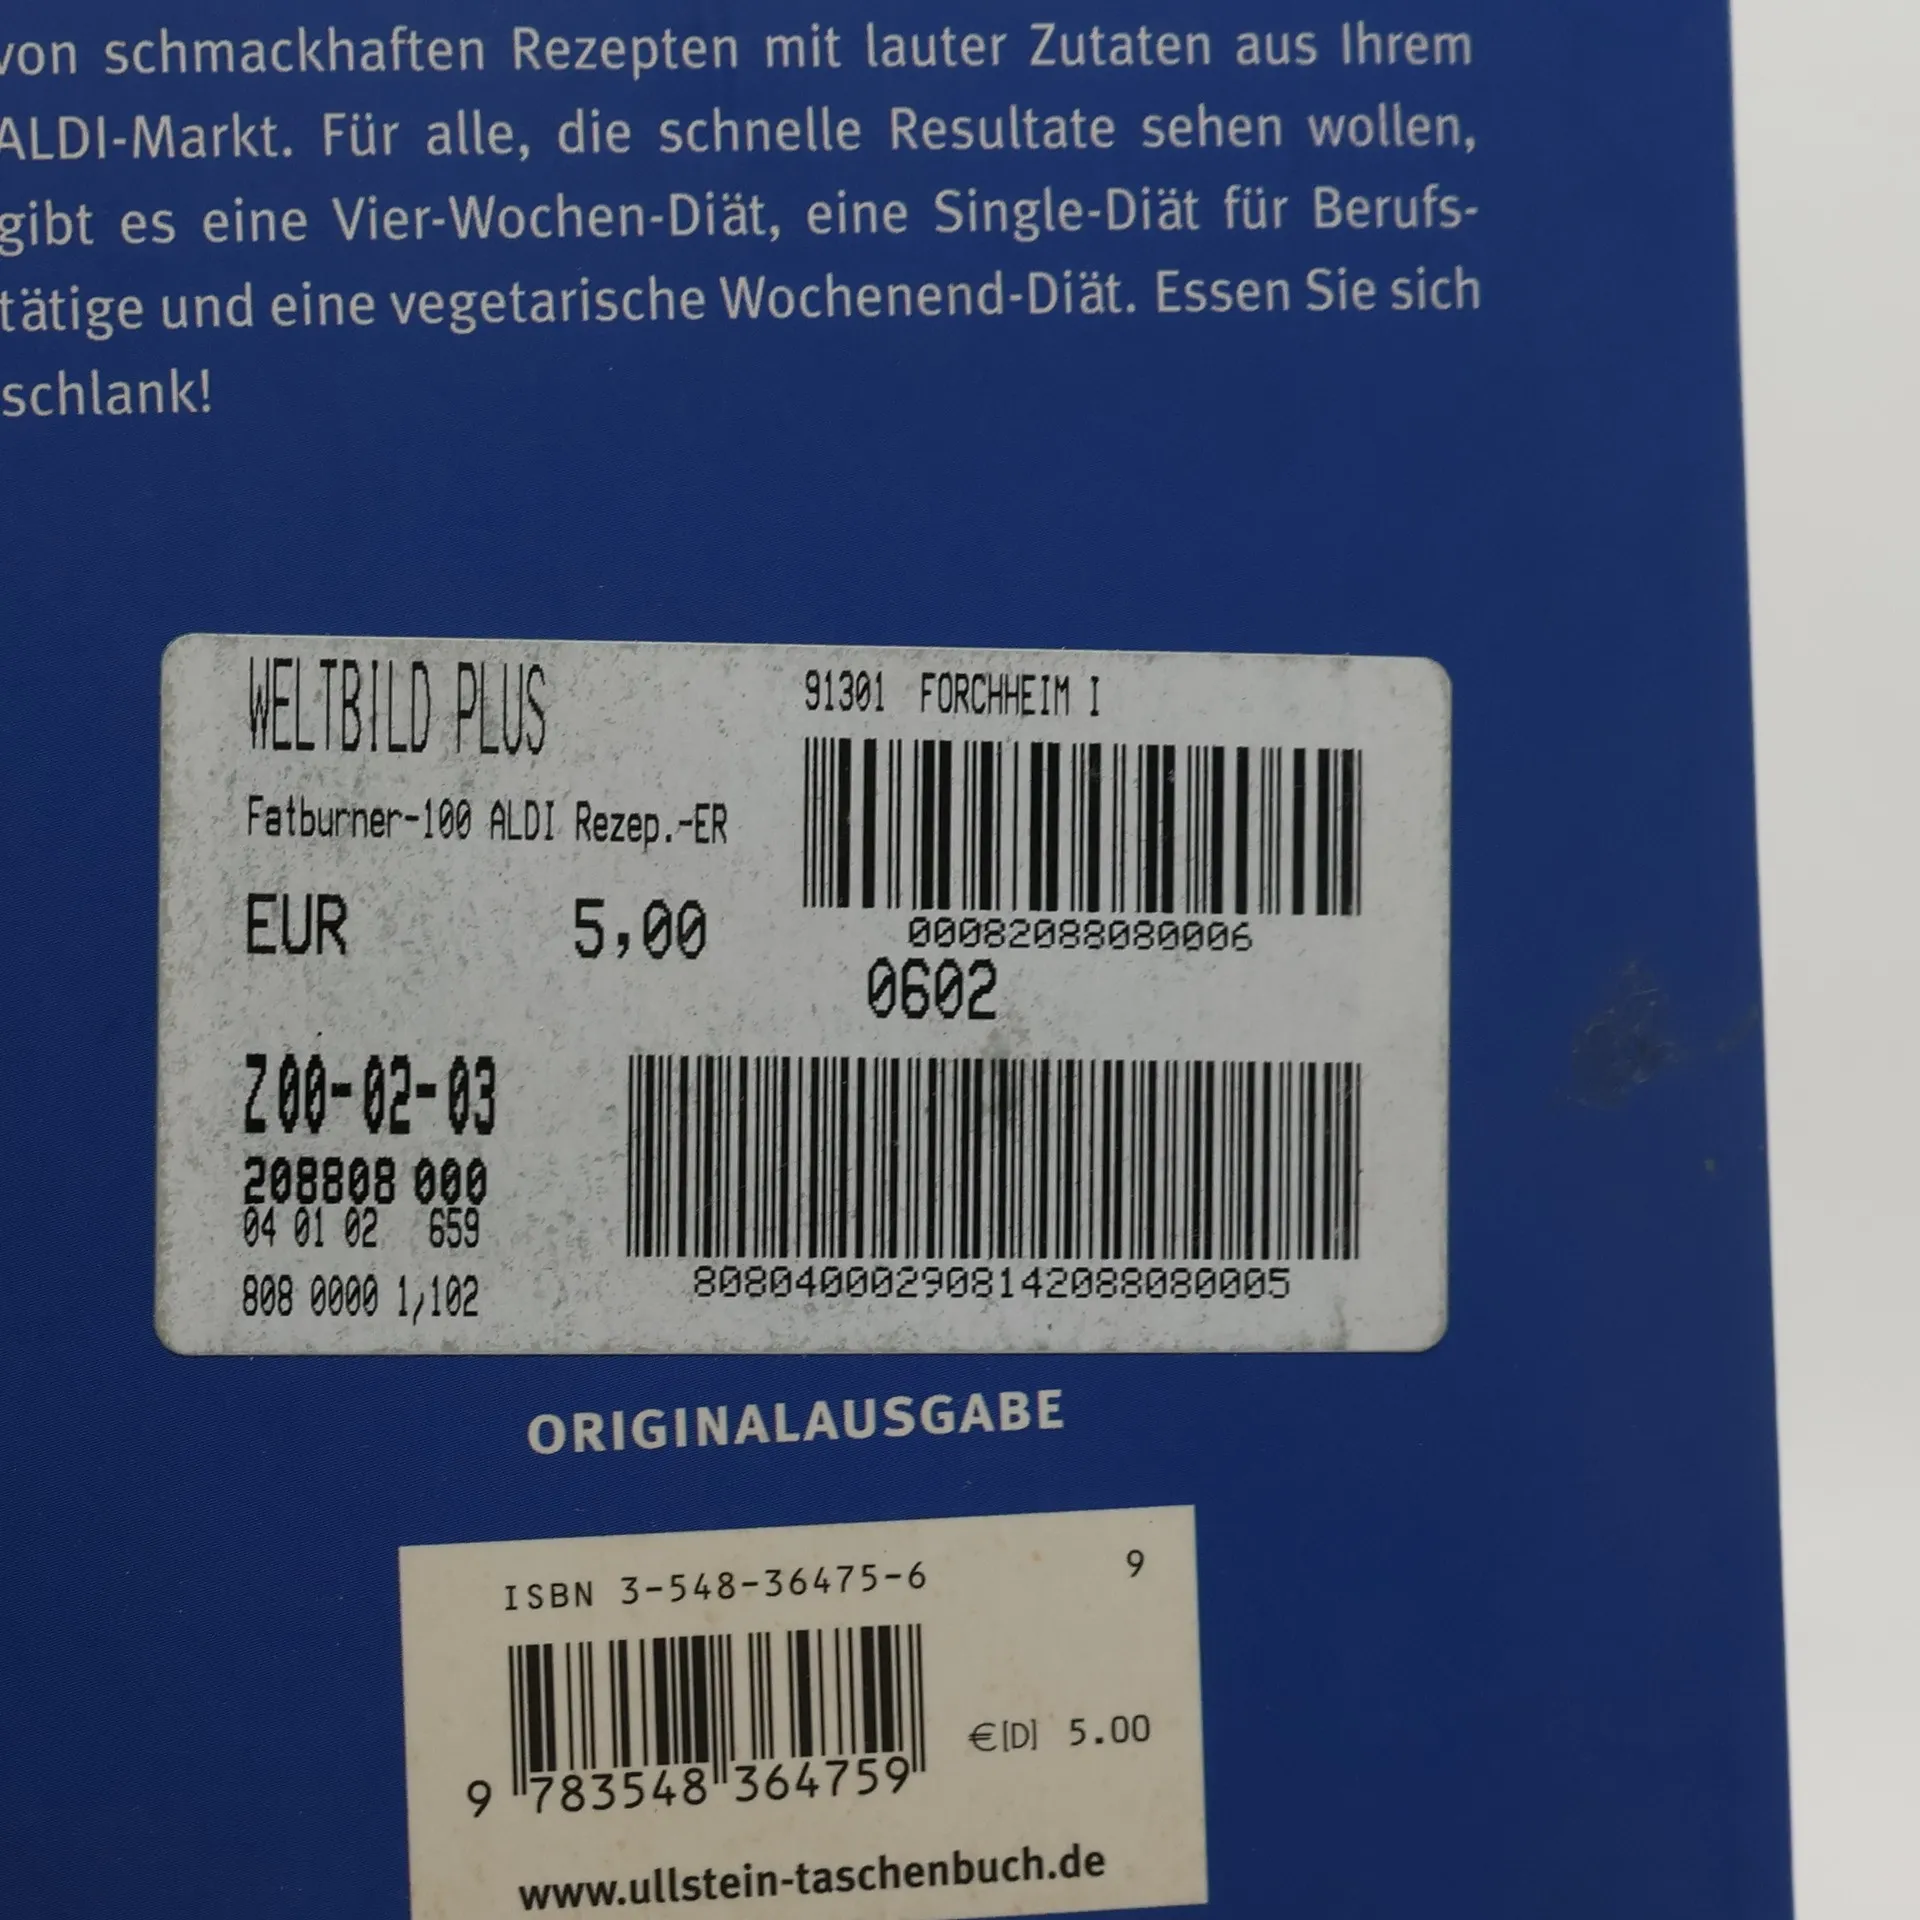 von schmackhaften Rezepten mit lauter Zutaten aus Ihrem
ALDI-Markt. Für alle, die schnelle Resultate sehen wollen,
gibt es eine Vier-Wochen-Diät, eine Single-Diät für Berufs-
tätige und eine vegetarische Wochenend-Diät. Essen Sie sich
schlank!
WELTBILD PLUS
91301 FORCHHEIM I
Fatburner-100 ALDI Rezep.-ER
EUR 5,00
00082088080006
0602
Z00-02-03
208808 000
04 01 02 659
808 0000 1,102
808040002908142088080005
ORIGINALAUSGABE
ISBN 3-548-36475-6
9
9 783548 364759
€[D] 5.00
www.ullstein-taschenbuch.de